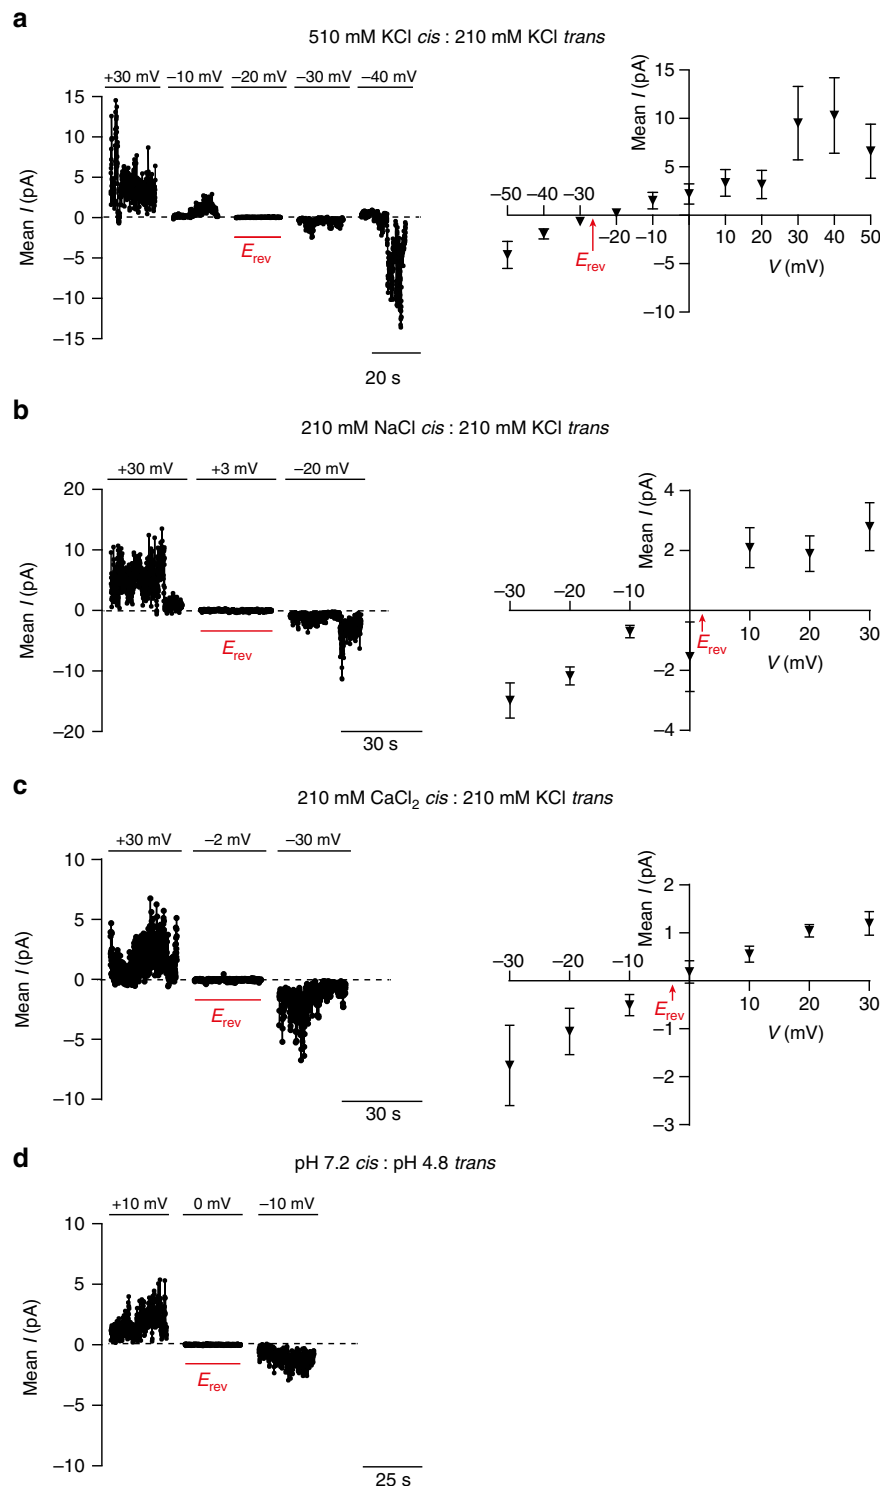 a
510 mM KCl cis : 210 mM KCl trans
+30 mV –10 mV –20 mV –30 mV –40 mV
Mean I (pA)
15
10
5
0
–5
–10
–15
Erev
20 s
Mean I (pA)
15
10
5
–5
–10
–50 –40 –30
–20 –10 10 20 30 40 50
Erev
V (mV)
b
210 mM NaCl cis : 210 mM KCl trans
+30 mV +3 mV –20 mV
Mean I (pA)
20
10
0
–10
–20
Erev
30 s
Mean I (pA)
4
2
–2
–4
–30 –20 –10
10 20 30
Erev
V (mV)
c
210 mM CaCl2 cis : 210 mM KCl trans
+30 mV –2 mV –30 mV
Mean I (pA)
10
5
0
–5
–10
Erev
30 s
Mean I (pA)
2
1
–1
–2
–3
–30 –20 –10
10 20 30
Erev
V (mV)
d
pH 7.2 cis : pH 4.8 trans
+10 mV 0 mV –10 mV
Mean I (pA)
10
5
0
–5
–10
Erev
25 s